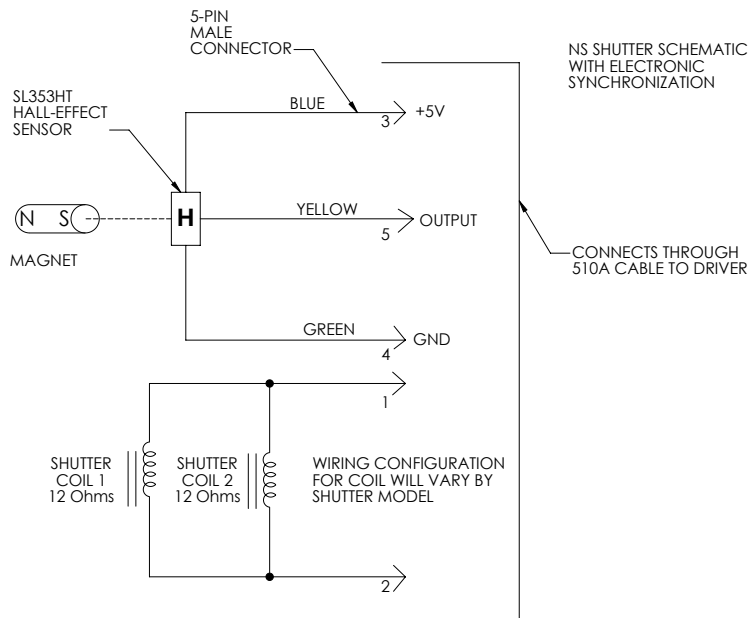 5-PIN
MALE
CONNECTOR
NS SHUTTER SCHEMATIC
WITH ELECTRONIC
SYNCHRONIZATION
SL353HT
HALL-EFFECT
SENSOR
BLUE
3
+5V
N S
H
YELLOW
5
OUTPUT
MAGNET
CONNECTS THROUGH
510A CABLE TO DRIVER
GREEN
4
GND
1
SHUTTER
COIL 1
12 Ohms
SHUTTER
COIL 2
12 Ohms
WIRING CONFIGURATION
FOR COIL WILL VARY BY
SHUTTER MODEL
2